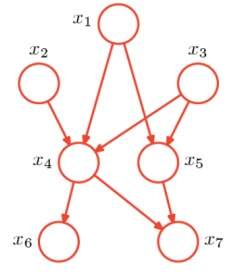 x₁
x₂ x₃
x₄ x₅
x₆ x₇